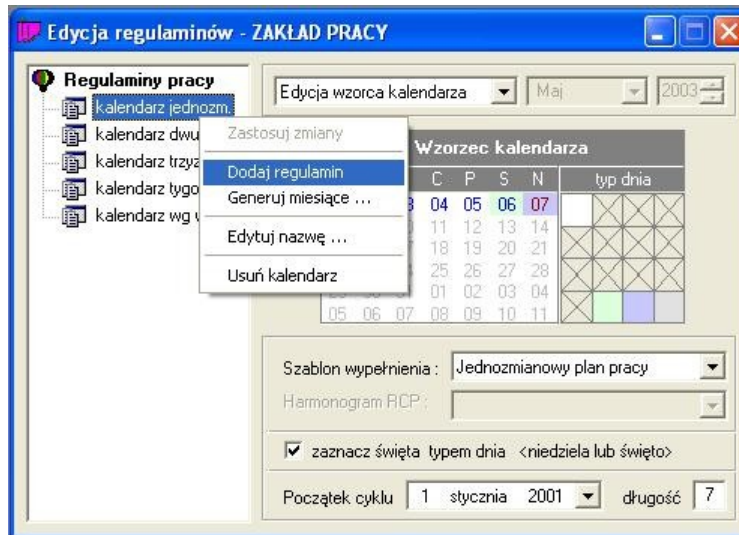 Edycja regulaminów - ZAKŁAD PRACY
Regulaminy pracy
kalendarz jednozm.
kalendarz dwu
kalendarz trzyz
kalendarz tygo
kalendarz wg
Zastosuj zmiany
Dodaj regulamin
Generuj miesiące ...
Edytuj nazwę ...
Usuń kalendarz
Edycja wzorca kalendarza Maj 2003
Wzorzec kalendarza
C P S N typ dnia
04 05 06 07
11 12 13 14
18 19 20 21
25 26 27 28
01 02 03 04
05 06 07 08 09 10 11
Szablon wypełnienia : Jednozmianowy plan pracy
Harmonogram RCP :
zaznacz święta typem dnia <niedziela lub święto>
Początek cyklu 1 stycznia 2001 długość 7